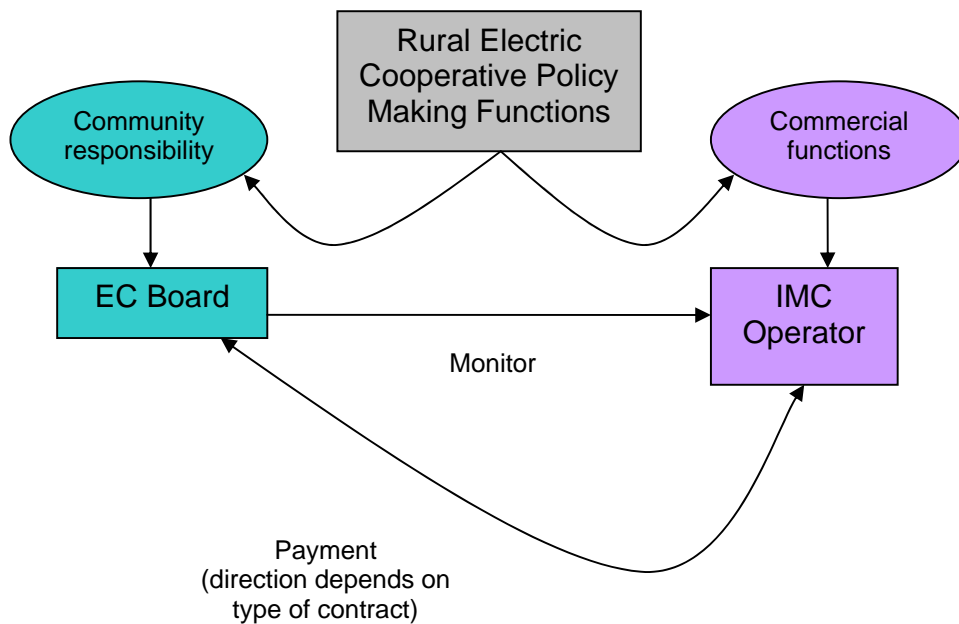 Rural Electric
Cooperative Policy
Making Functions
Community
responsibility
Commercial
functions
EC Board
IMC
Operator
Monitor
Payment
(direction depends on
type of contract)